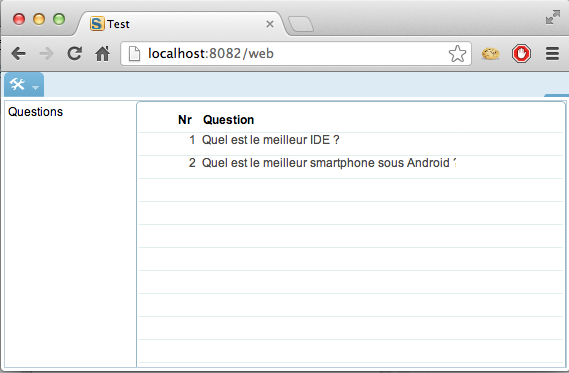 Test
localhost:8082/web
Questions
Nr Question
1 Quel est le meilleur IDE ?
2 Quel est le meilleur smartphone sous Android ?